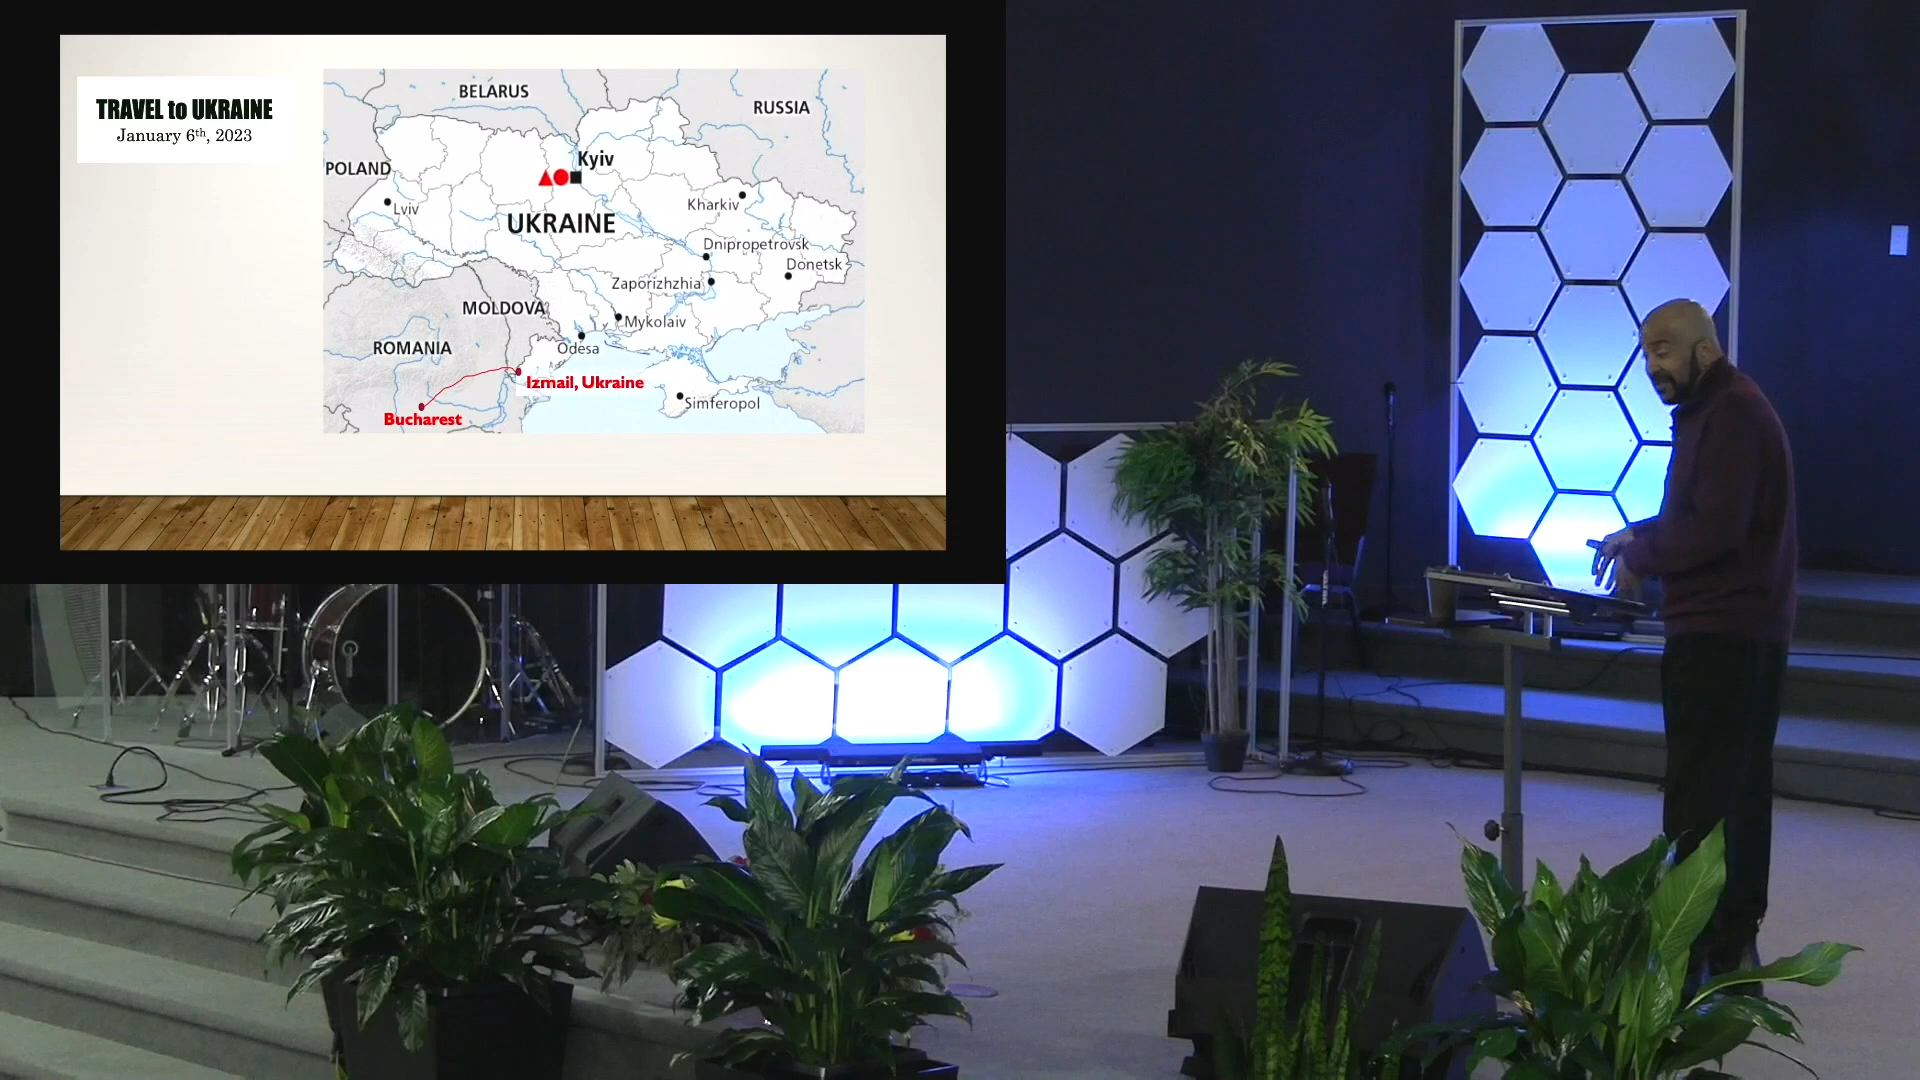 TRAVEL to UKRAINE
January 6th, 2023
BELARUS
RUSSIA
Kyiv
POLAND
Lviv
Kharkiv
UKRAINE
Dnipropetrovsk
Donetsk
Zaporizhzhia
MOLDOVA
Mykolaiv
ROMANIA
Odesa
Izmail, Ukraine
Simferopol
Bucharest